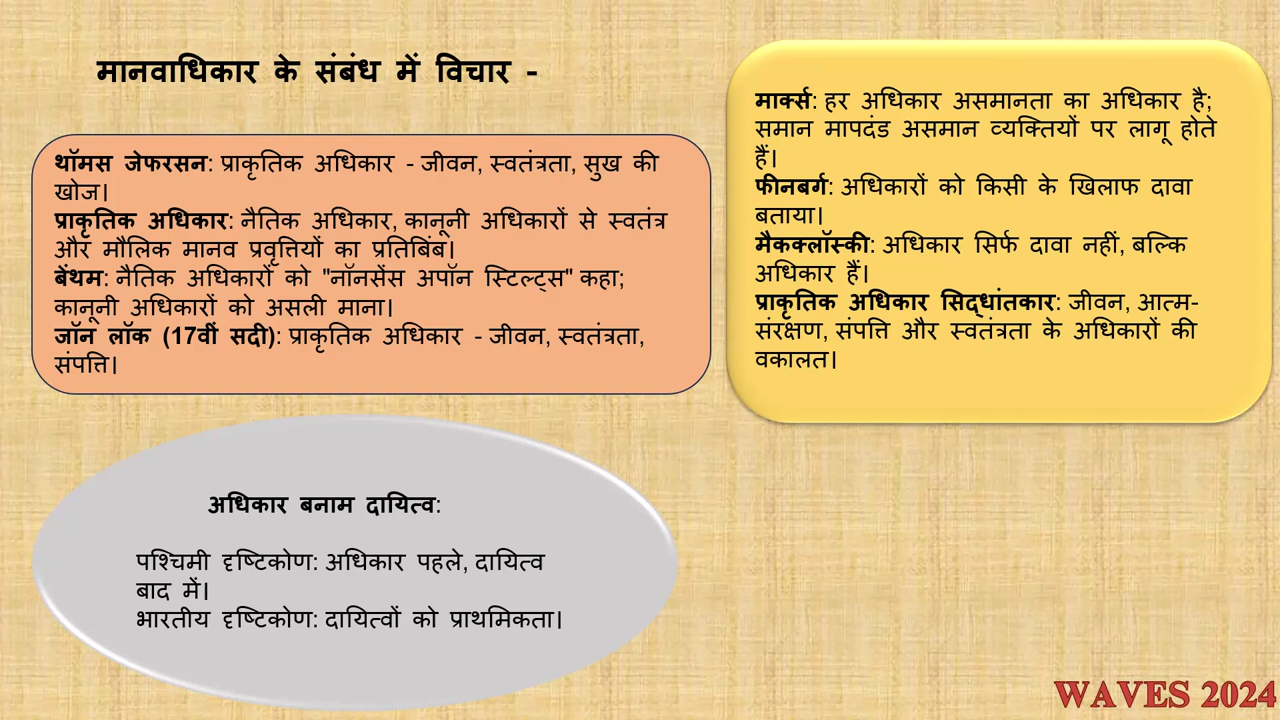 मानवाधिकार के संबंध में विचार -
थॉमस जेफरसन: प्राकृतिक अधिकार - जीवन, स्वतंत्रता, सुख की
खोज।
प्राकृतिक अधिकार: नैतिक अधिकार, कानूनी अधिकारों से स्वतंत्र
और मौलिक मानव प्रवृत्तियों का प्रतिबिंब।
बेंथम: नैतिक अधिकारों को "नॉनसेंस अपॉन स्टिल्ट्स" कहा;
कानूनी अधिकारों को असली माना।
जॉन लॉक (17वीं सदी): प्राकृतिक अधिकार - जीवन, स्वतंत्रता,
संपत्ति।
मार्क्स: हर अधिकार असमानता का अधिकार है;
समान मापदंड असमान व्यक्तियों पर लागू होते
हैं।
फीनबर्ग: अधिकारों को किसी के खिलाफ दावा
बताया।
मैकक्लॉस्की: अधिकार सिर्फ दावा नहीं, बल्कि
अधिकार हैं।
प्राकृतिक अधिकार सिद्धांतकार: जीवन, आत्म-
संरक्षण, संपत्ति और स्वतंत्रता के अधिकारों की
वकालत।
अधिकार बनाम दायित्व:
पश्चिमी दृष्टिकोण: अधिकार पहले, दायित्व
बाद में।
भारतीय दृष्टिकोण: दायित्वों को प्राथमिकता।
WAVES 2024